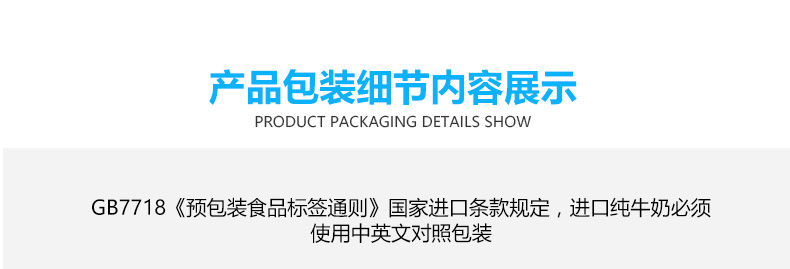 产品包装细节内容展示
PRODUCT PACKAGING DETAILS SHOW
GB7718《预包装食品标签通则》国家进口条款规定，进口纯牛奶必须
使用中英文对照包装